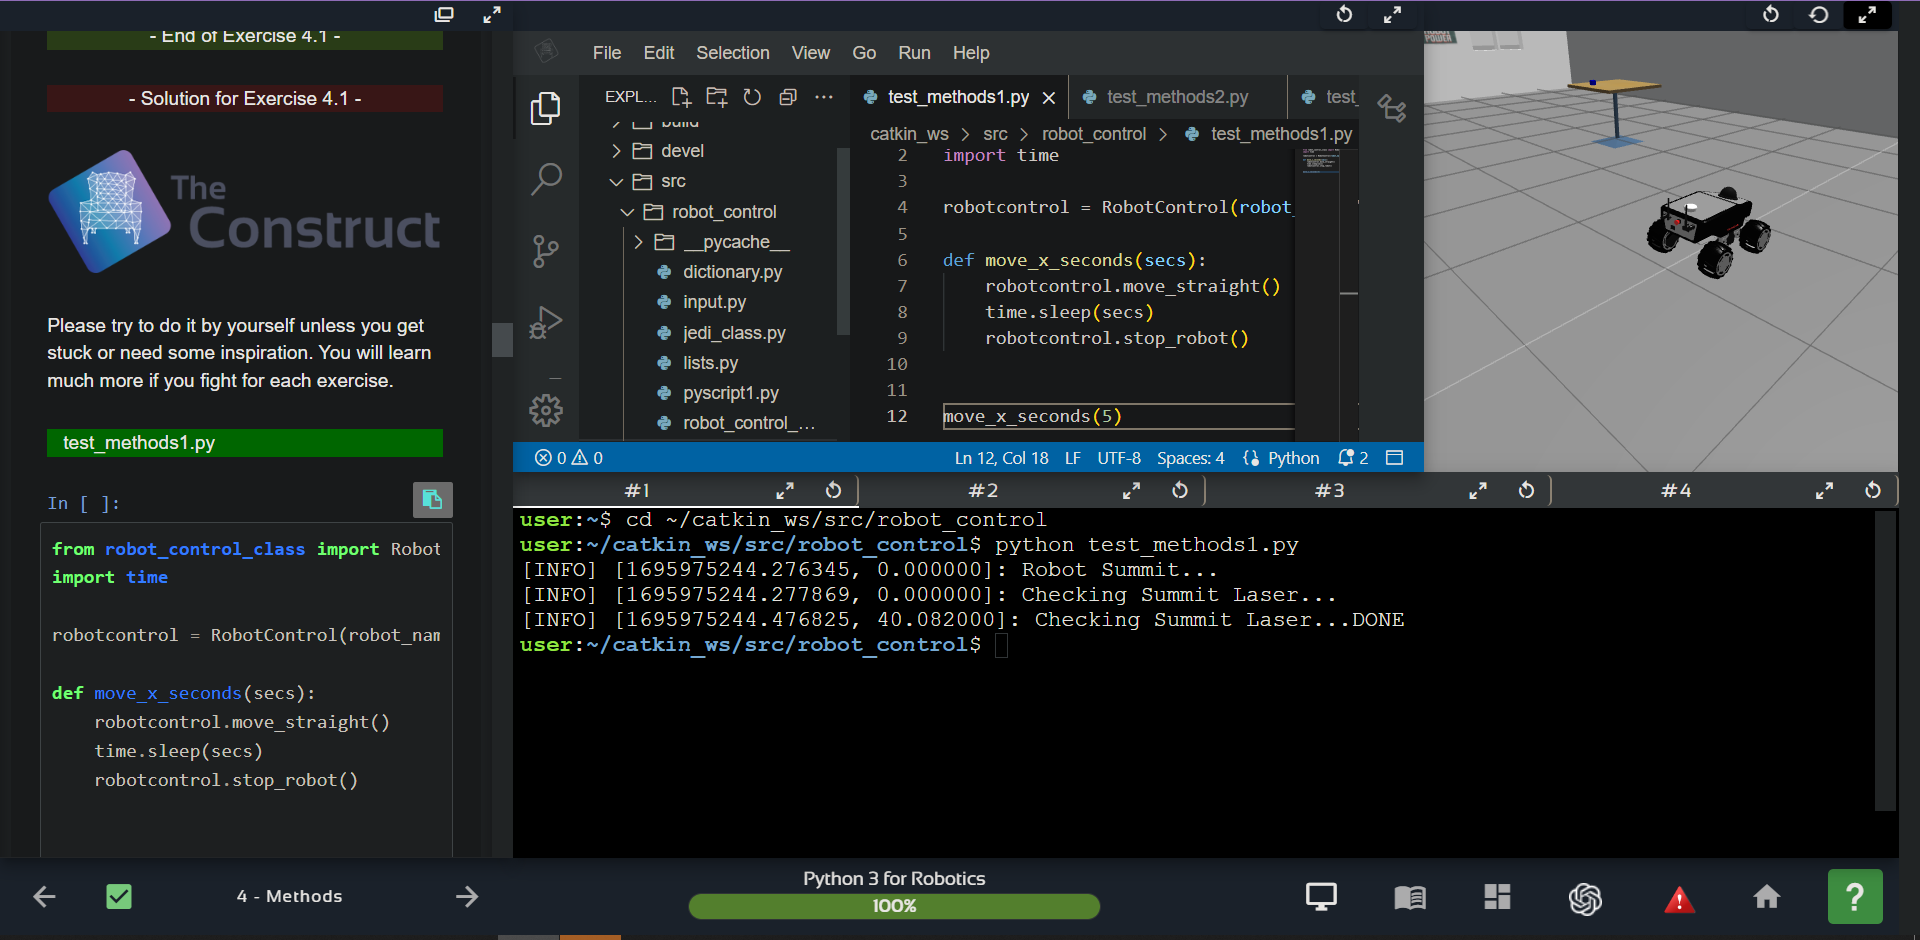 - End of Exercise 4.1 -
- Solution for Exercise 4.1 -
The
Construct
Please try to do it by yourself unless you get
stuck or need some inspiration. You will learn
much more if you fight for each exercise.
test_methods1.py
In [ ]:
from robot_control_class import Robot
import time
robotcontrol = RobotControl(robot_nam
def move_x_seconds(secs):
robotcontrol.move_straight()
time.sleep(secs)
robotcontrol.stop_robot()
File Edit Selection View Go Run Help
EXPL...
build
devel
src
robot_control
__pycache__
dictionary.py
input.py
jedi_class.py
lists.py
pyscript1.py
robot_control_...
test_methods1.py test_methods2.py test_
catkin_ws > src > robot_control > test_methods1.py
2 import time
3
4 robotcontrol = RobotControl(robot_
5
6 def move_x_seconds(secs):
7 robotcontrol.move_straight()
8 time.sleep(secs)
9 robotcontrol.stop_robot()
10
11
12 move_x_seconds(5)
0 0 Ln 12, Col 18 LF UTF-8 Spaces: 4 Python 2
POWER
#1 #2 #3 #4
user:~$ cd ~/catkin_ws/src/robot_control
user:~/catkin_ws/src/robot_control$ python test_methods1.py
[INFO] [1695975244.276345, 0.000000]: Robot Summit...
[INFO] [1695975244.277869, 0.000000]: Checking Summit Laser...
[INFO] [1695975244.476825, 40.082000]: Checking Summit Laser...DONE
user:~/catkin_ws/src/robot_control$
4 - Methods
Python 3 for Robotics
100%
?